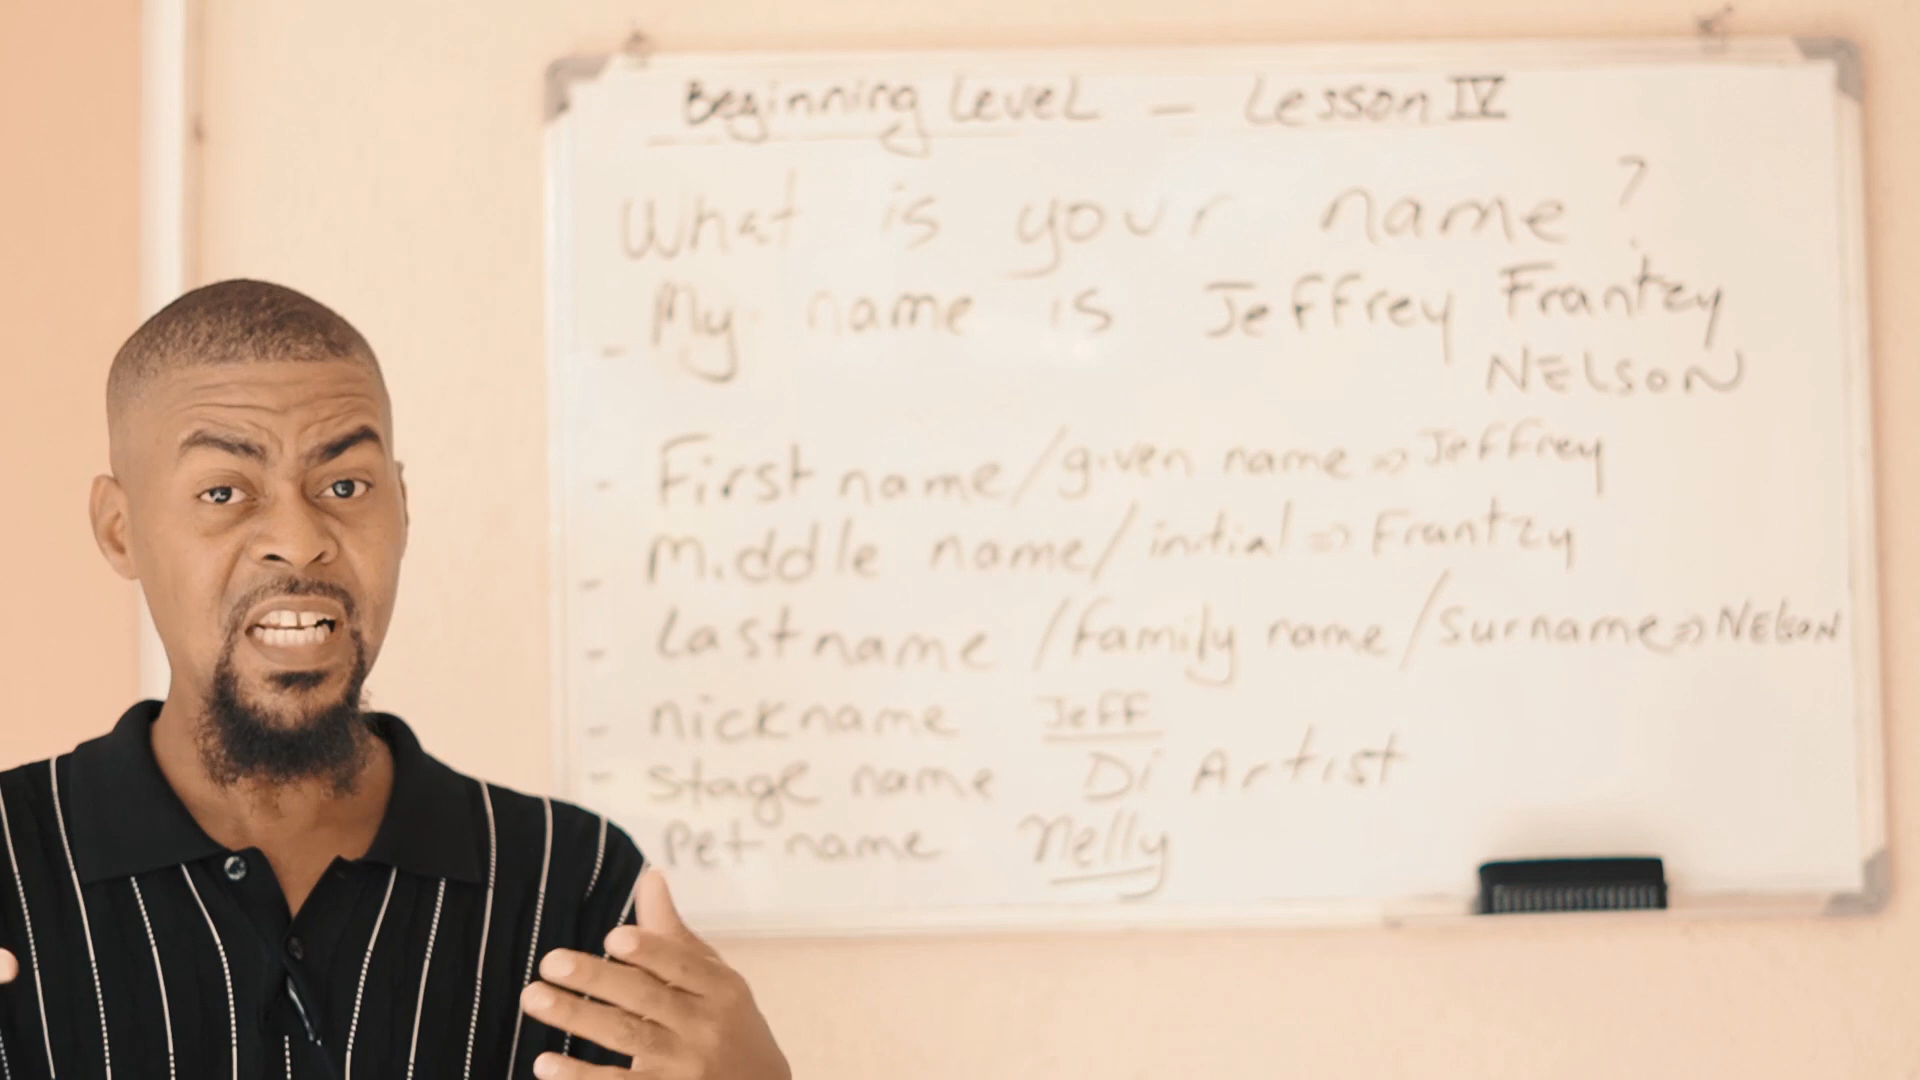 Beginning Level — Lesson IV
What is your name?
- My name is Jeffrey Frantzy
NELSON
- First name/given name => Jeffrey
- Middle name/initial => Frantzy
- Last name/family name/Surname => NELSON
- nickname Jeff
- stage name Di Artist
pet name Nelly